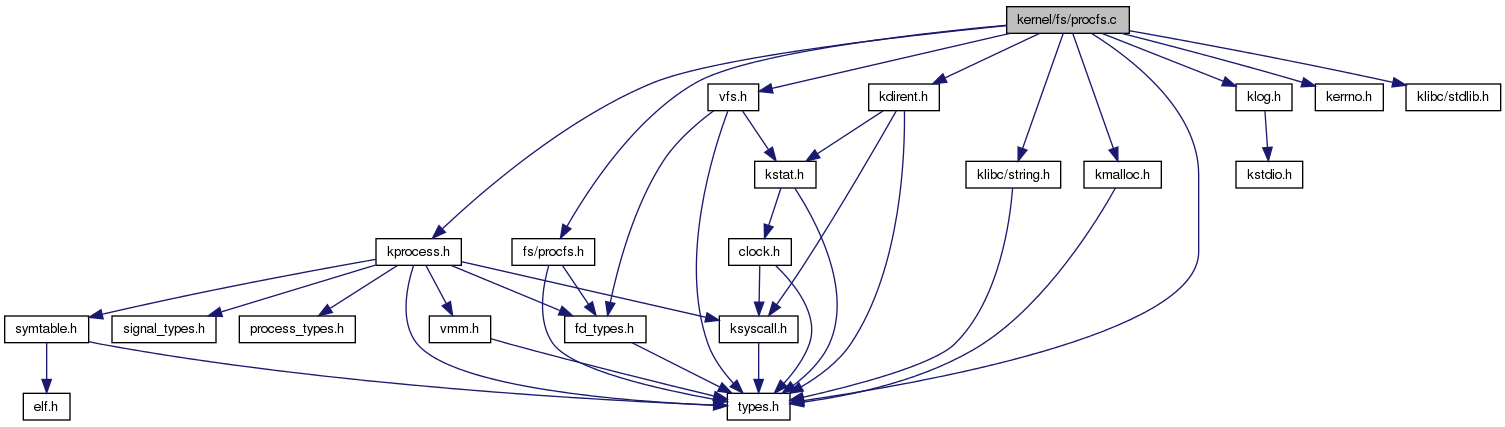 kernel/fs/procfs.c
vfs.h
kdirent.h
klog.h
kerrno.h
klibc/stdlib.h
kstat.h
klibc/string.h
kmalloc.h
kstdio.h
kprocess.h
fs/procfs.h
clock.h
symtable.h
signal_types.h
process_types.h
vmm.h
fd_types.h
ksyscall.h
elf.h
types.h